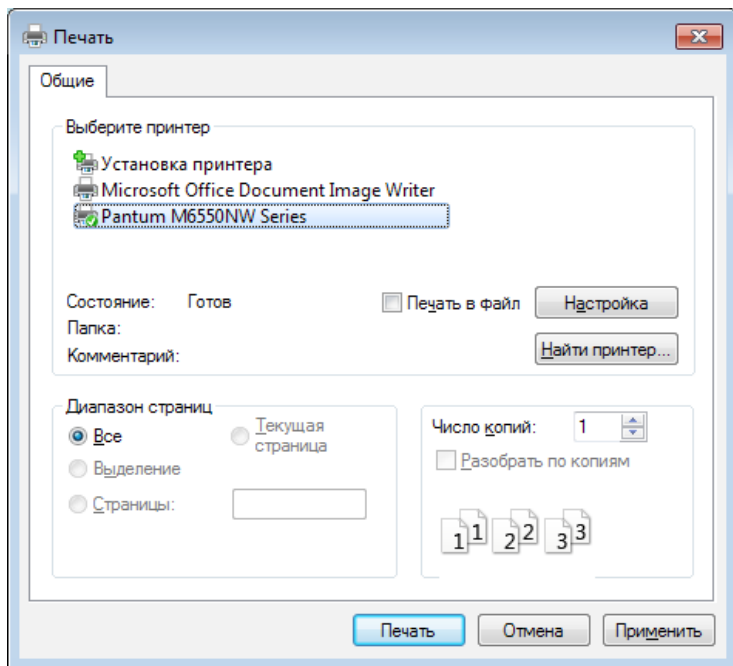 Печать
Общие
Выберите принтер
Установка принтера
Microsoft Office Document Image Writer
Pantum M6550NW Series
Состояние: Готов
Печать в файл
Настройка
Папка:
Комментарий:
Найти принтер...
Диапазон страниц
Все
Текущая
страница
Выделение
Страницы:
Число копий: 1
Разобрать по копиям
1 1 2 2 3 3
Печать Отмена Применить